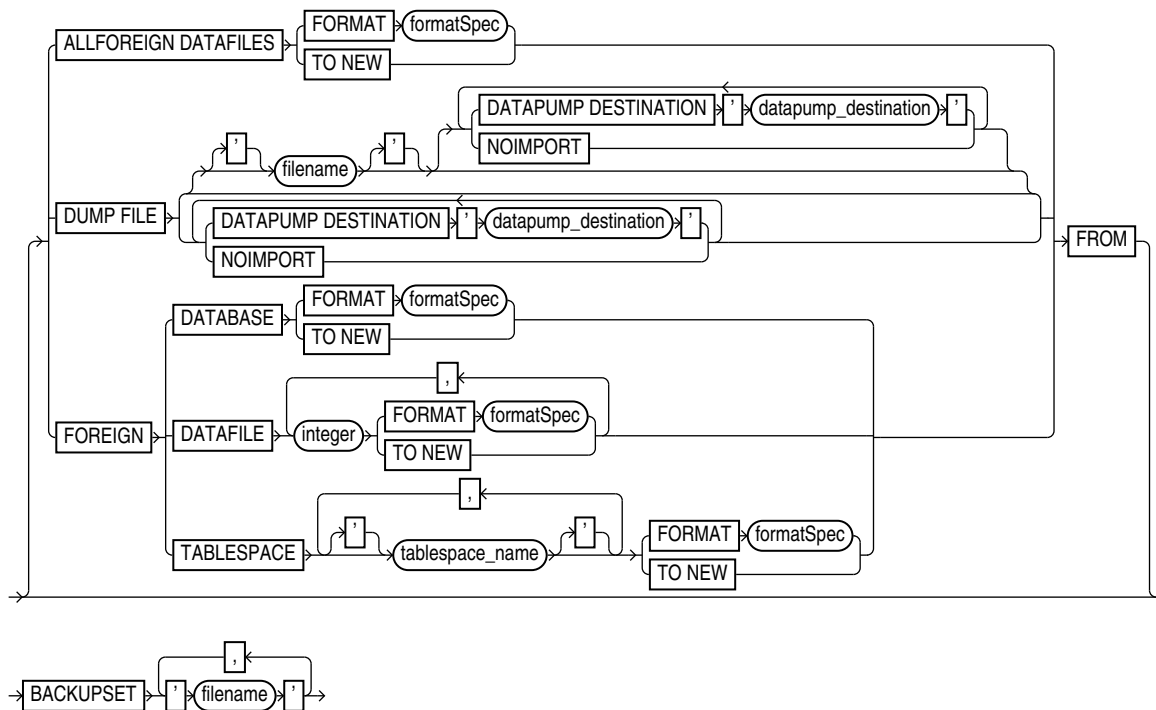 FORMAT formatSpec
ALLFOREIGN DATAFILES
TO NEW
DATAPUMP DESTINATION ’ datapump_destination ’
’ ’ NOIMPORT
filename
DUMP FILE
DATAPUMP DESTINATION ’ datapump_destination ’
FROM
NOIMPORT
FORMAT formatSpec
DATABASE
TO NEW
,
FORMAT formatSpec
FOREIGN DATAFILE integer
TO NEW
,
’ ’ FORMAT formatSpec
TABLESPACE tablespace_name
TO NEW
,
BACKUPSET ’ filename ’